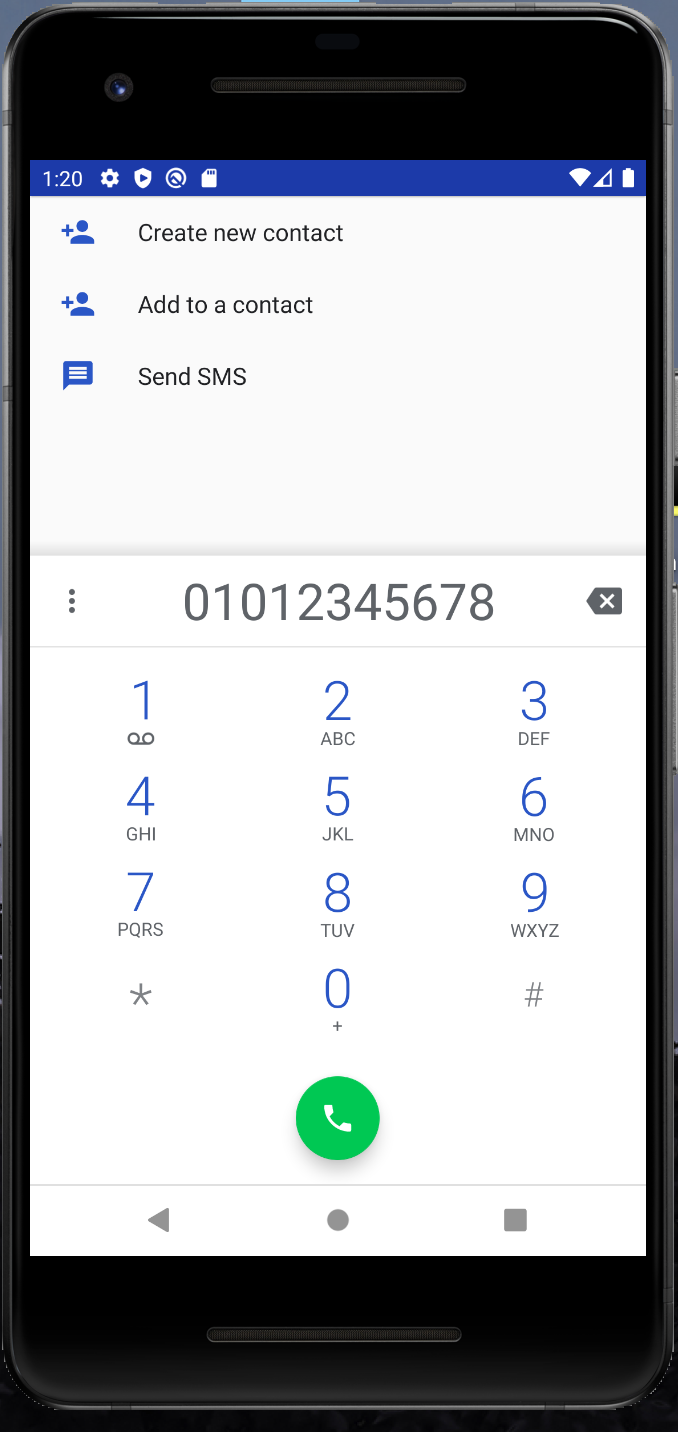 1:20
Create new contact
Add to a contact
Send SMS
01012345678
1 2 3
ABC DEF
4 5 6
GHI JKL MNO
7 8 9
PQRS TUV WXYZ
* 0 #
+